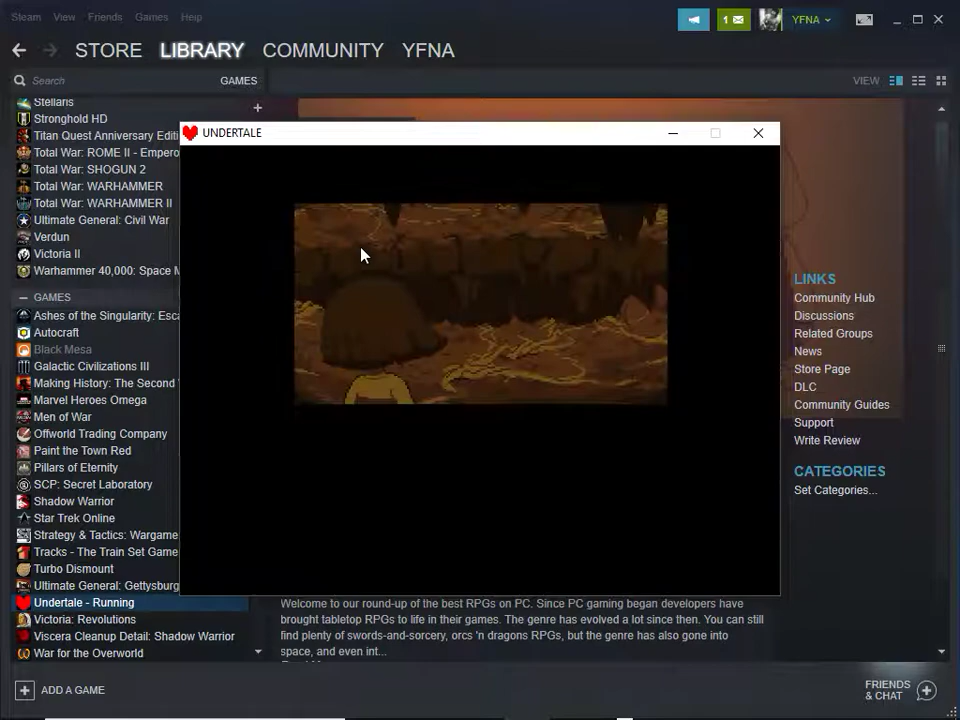 Steam View Friends Games Help
1
YFNA
STORE LIBRARY COMMUNITY YFNA
Search GAMES
VIEW
Stellaris
Stronghold HD
Titan Quest Anniversary Editi
Total War: ROME II - Empero
Total War: SHOGUN 2
Total War: WARHAMMER
Total War: WARHAMMER II
Ultimate General: Civil War
Verdun
Victoria II
Warhammer 40,000: Space M
GAMES
Ashes of the Singularity: Esca
Autocraft
Black Mesa
Galactic Civilizations III
Making History: The Second
Marvel Heroes Omega
Men of War
Offworld Trading Company
Paint the Town Red
Pillars of Eternity
SCP: Secret Laboratory
Shadow Warrior
Star Trek Online
Strategy & Tactics: Wargame
Tracks - The Train Set Game
Turbo Dismount
Ultimate General: Gettysburg
Undertale - Running
Victoria: Revolutions
Viscera Cleanup Detail: Shadow Warrior
War for the Overworld
UNDERTALE
LINKS
Community Hub
Discussions
Related Groups
News
Store Page
DLC
Community Guides
Support
Write Review
CATEGORIES
Set Categories...
Welcome to our round-up of the best RPGs on PC. Since PC gaming began developers have
brought tabletop RPGs to life in their games. The genre has evolved a lot since then. You can still
find plenty of swords-and-sorcery, orcs 'n dragons RPGs, but the genre has also gone into
space, and even int...
ADD A GAME
FRIENDS
& CHAT